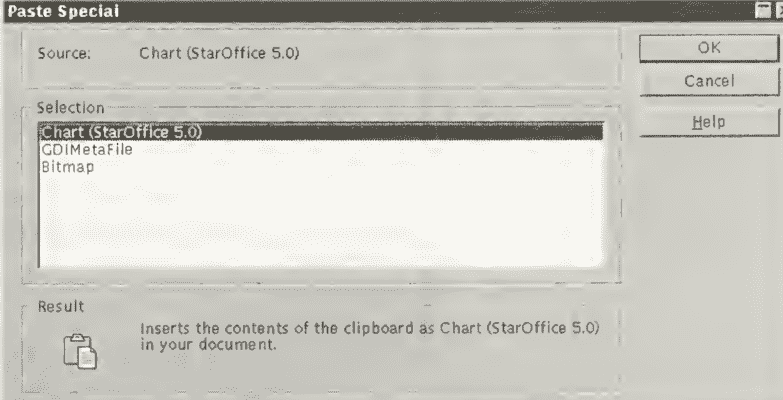 Paste Special
Source: Chart (StarOffice 5.0)
OK
Cancel
Help
Selection
Chart (StarOffice 5.0)
GDIMetaFile
Bitmap
Result
Inserts the contents of the clipboard as Chart (StarOffice 5.0)
in your document.